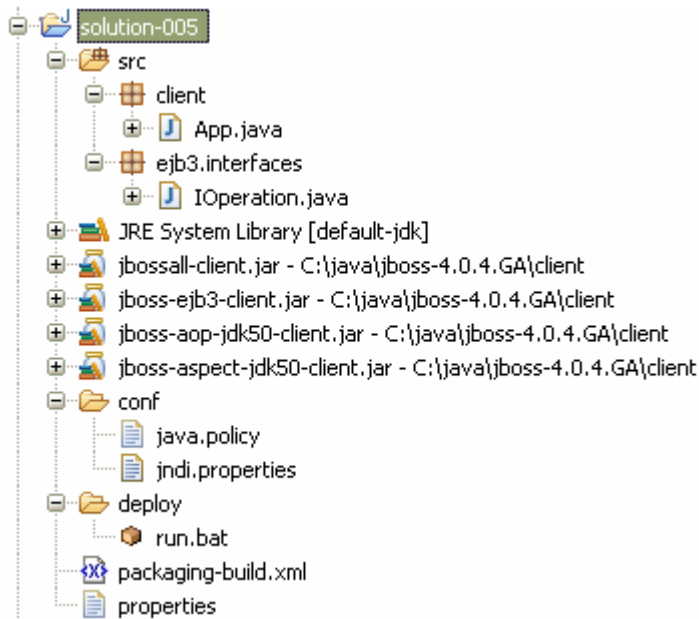 solution-005
src
client
App.java
ejb3.interfaces
IOperation.java
JRE System Library [default-jdk]
jbossall-client.jar - C:\java\jboss-4.0.4.GA\client
jboss-ejb3-client.jar - C:\java\jboss-4.0.4.GA\client
jboss-aop-jdk50-client.jar - C:\java\jboss-4.0.4.GA\client
jboss-aspect-jdk50-client.jar - C:\java\jboss-4.0.4.GA\client
conf
java.policy
jndi.properties
deploy
run.bat
packaging-build.xml
properties